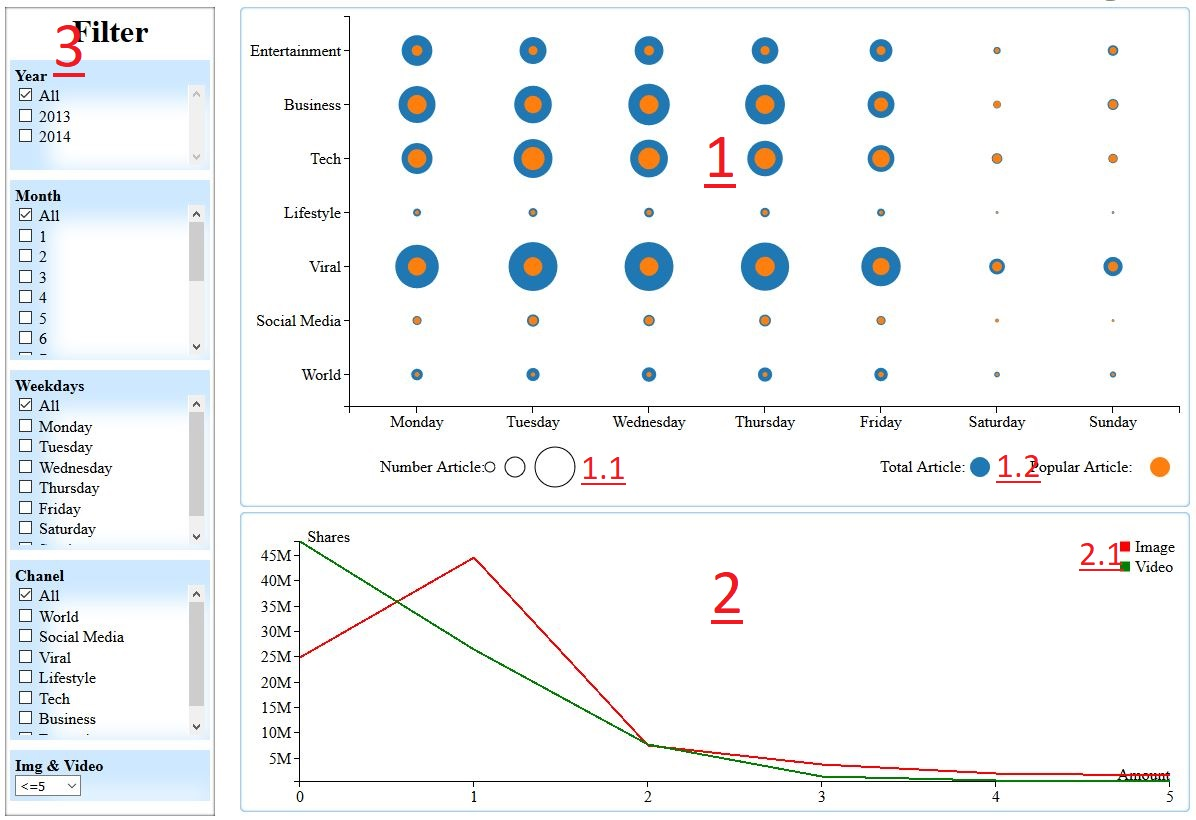 Filter
3
Year
All
2013
2014
Month
All
1
2
3
4
5
6
Weekdays
All
Monday
Tuesday
Wednesday
Thursday
Friday
Saturday
Chanel
All
World
Social Media
Viral
Lifestyle
Tech
Business
Img & Video
<=5
Entertainment
Business
Tech
Lifestyle
Viral
Social Media
World
1
Monday Tuesday Wednesday Thursday Friday Saturday Sunday
Number Article: 1.1 Total Article: 1.2 Popular Article:
Shares
45M
40M
35M
30M
25M
20M
15M
10M
5M
2
2.1
Image
Video
Amount
0 1 2 3 4 5